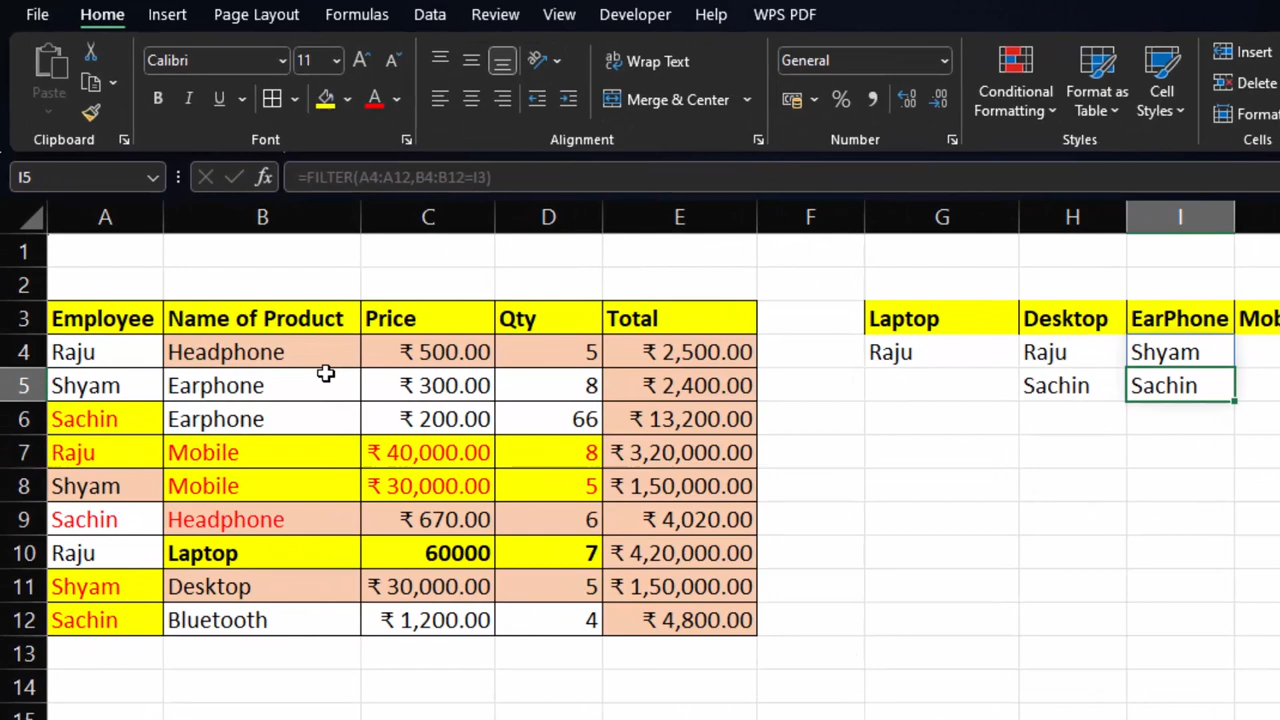 File Home Insert Page Layout Formulas Data Review View Developer Help WPS PDF
Paste
Clipboard
Calibri 11
B I U
Font
Wrap Text
Merge & Center
Alignment
General
Number
Conditional Formatting
Format as Table
Cell Styles
Styles
Insert
Delete
Forma
Cells
I5 fx =FILTER(A4:A12,B4:B12=I3)
A B C D E F G H I
1
2
3 Employee Name of Product Price Qty Total Laptop Desktop EarPhone Mob
4 Raju Headphone ₹ 500.00 5 ₹ 2,500.00 Raju Raju Shyam
5 Shyam Earphone ₹ 300.00 8 ₹ 2,400.00 Sachin Sachin
6 Sachin Earphone ₹ 200.00 66 ₹ 13,200.00
7 Raju Mobile ₹ 40,000.00 8 ₹ 3,20,000.00
8 Shyam Mobile ₹ 30,000.00 5 ₹ 1,50,000.00
9 Sachin Headphone ₹ 670.00 6 ₹ 4,020.00
10 Raju Laptop 60000 7 ₹ 4,20,000.00
11 Shyam Desktop ₹ 30,000.00 5 ₹ 1,50,000.00
12 Sachin Bluetooth ₹ 1,200.00 4 ₹ 4,800.00
13
14
15